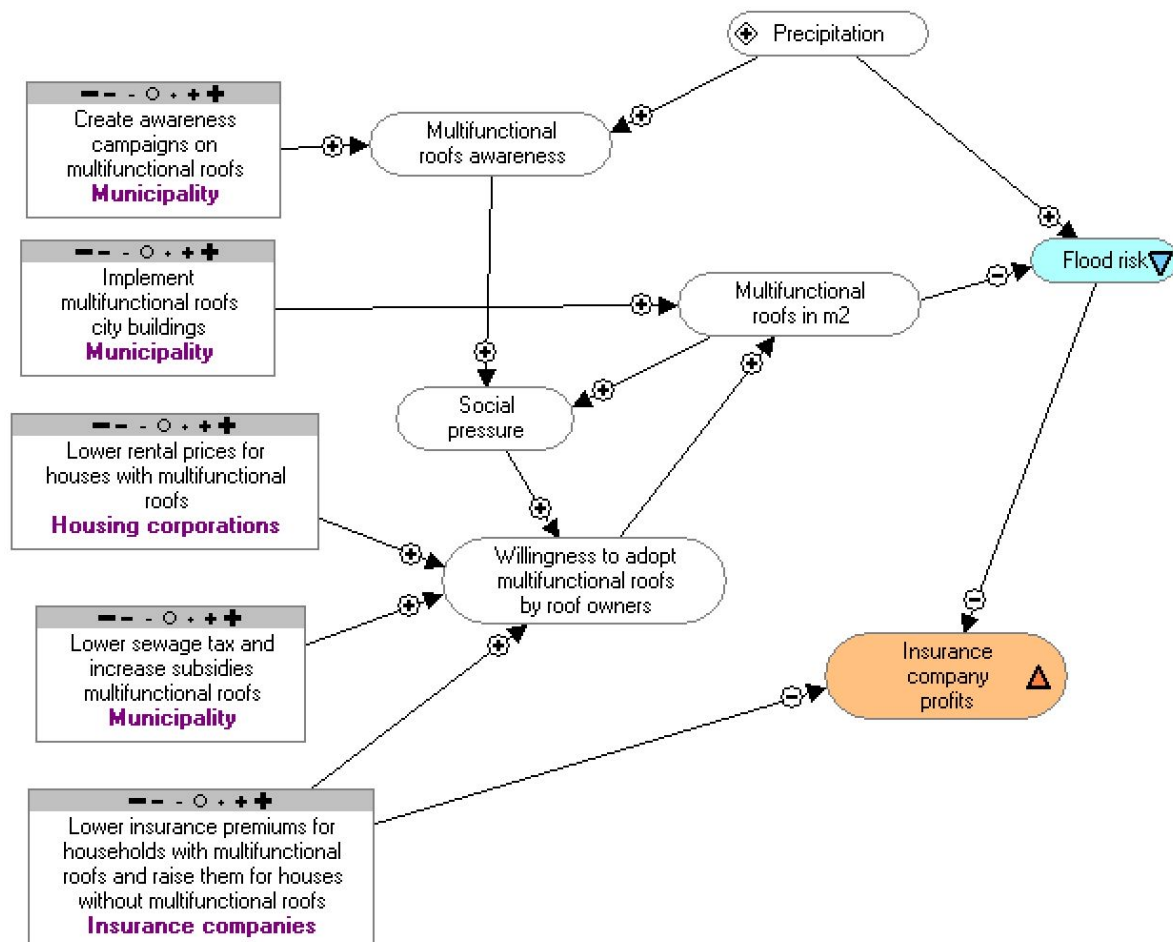 Precipitation
Create awareness
campaigns on
multifunctional roofs
Municipality
Multifunctional
roofs awareness
Implement
multifunctional roofs
city buildings
Municipality
Multifunctional
roofs in m2
Flood risk
Social
pressure
Lower rental prices for
houses with multifunctional
roofs
Housing corporations
Willingness to adopt
multifunctional roofs
by roof owners
Lower sewage tax and
increase subsidies
multifunctional roofs
Municipality
Insurance
company
profits
Lower insurance premiums for
households with multifunctional
roofs and raise them for houses
without multifunctional roofs
Insurance companies